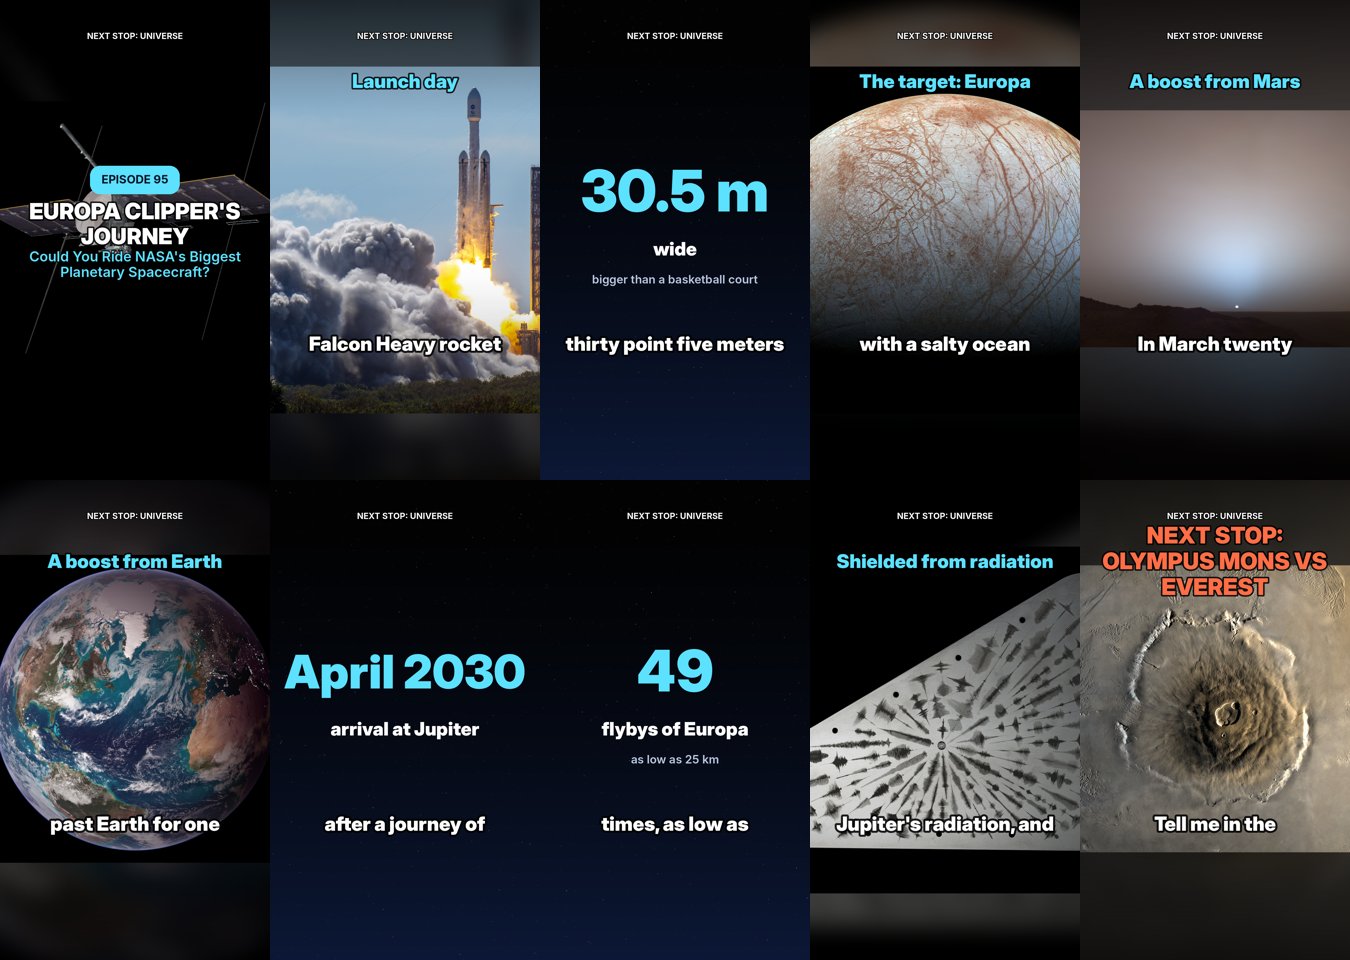 NEXT STOP: UNIVERSE
EPISODE 95
EUROPA CLIPPER'S
JOURNEY
Could You Ride NASA's Biggest
Planetary Spacecraft?
NEXT STOP: UNIVERSE
Launch day
Falcon Heavy rocket
NEXT STOP: UNIVERSE
30.5 m
wide
bigger than a basketball court
thirty point five meters
NEXT STOP: UNIVERSE
The target: Europa
with a salty ocean
NEXT STOP: UNIVERSE
A boost from Mars
In March twenty
NEXT STOP: UNIVERSE
A boost from Earth
past Earth for one
NEXT STOP: UNIVERSE
April 2030
arrival at Jupiter
after a journey of
NEXT STOP: UNIVERSE
49
flybys of Europa
as low as 25 km
times, as low as
NEXT STOP: UNIVERSE
Shielded from radiation
Jupiter's radiation, and
NEXT STOP: UNIVERSE
NEXT STOP:
OLYMPUS MONS VS
EVEREST
Tell me in the